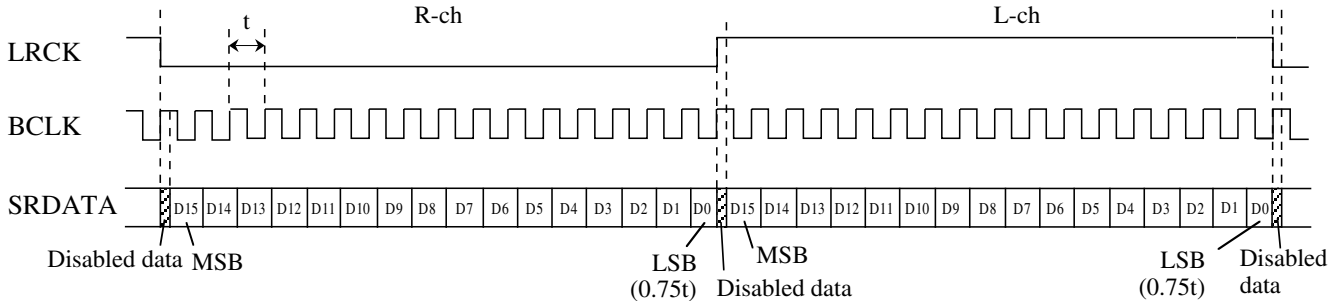 R-ch L-ch
t
LRCK
BCLK
SRDATA D15 D14 D13 D12 D11 D10 D9 D8 D7 D6 D5 D4 D3 D2 D1 D0 D15 D14 D13 D12 D11 D10 D9 D8 D7 D6 D5 D4 D3 D2 D1 D0
Disabled data MSB LSB
(0.75t) Disabled data MSB LSB
(0.75t) Disabled
data